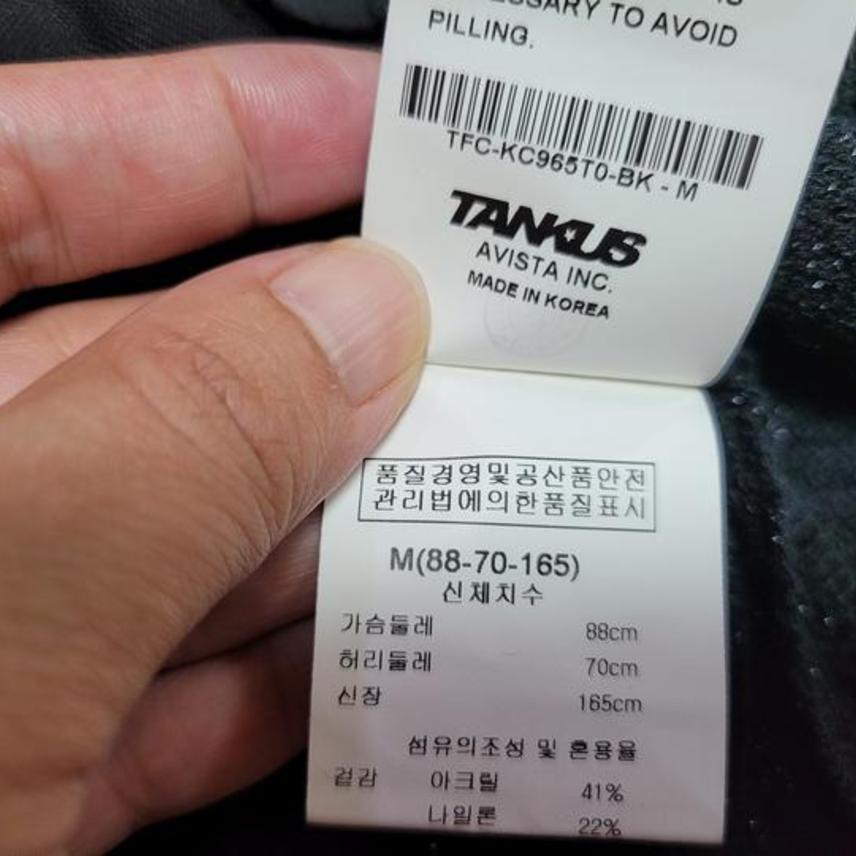 TO AVOID
PILLING.
TFC-KC965T0-BK - M
TANKUS
AVISTA INC.
MADE IN KOREA
품질경영및공산품안전
관리법에의한품질표시
M(88-70-165)
신체치수
가슴둘레 88cm
허리둘레 70cm
신장 165cm
섬유의조성 및 혼용율
겉감 아크릴 41%
나일론 22%